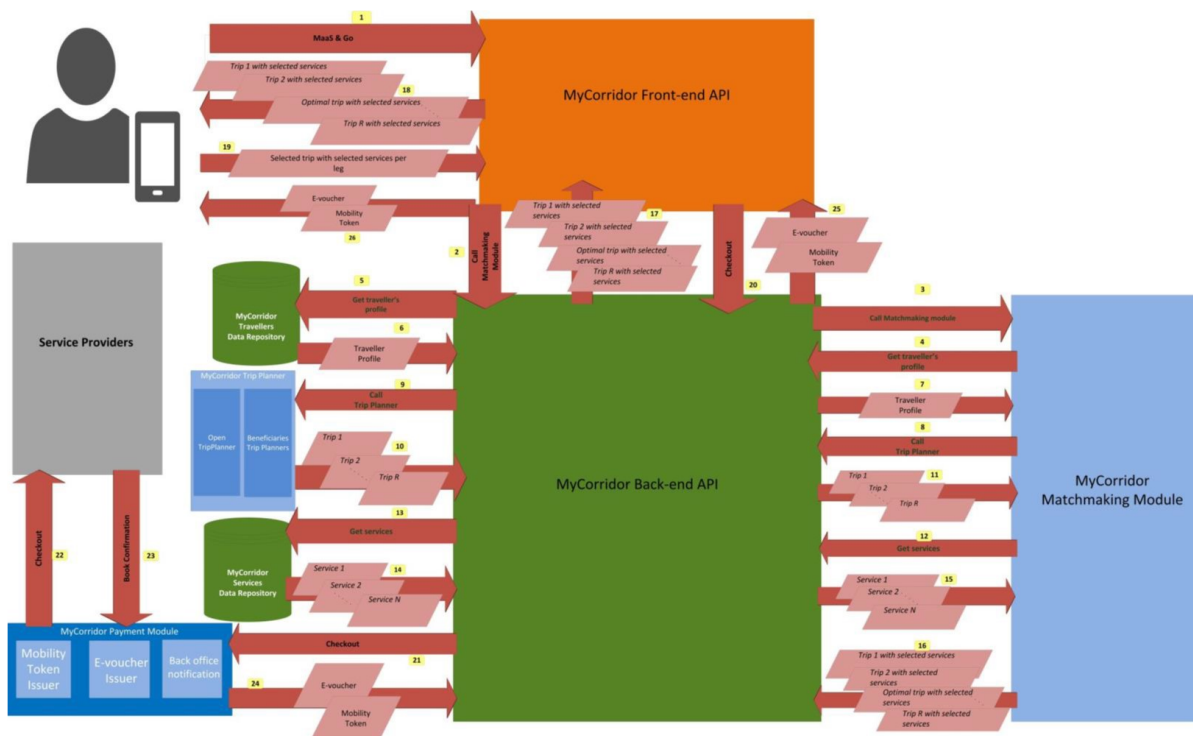 1
MaaS & Go
Trip 1 with selected services
Trip 2 with selected services
18
Optimal trip with selected services
Trip R with selected services
19
Selected trip with selected services per
leg
E-voucher
Mobility
Token
26
MyCorridor Front-end API
2
Call
Matchmaking
Module
Trip 1 with selected
services
17
Trip 2 with selected
services
Optimal trip with selected
services
Trip R with selected
services
Checkout
20
25
E-voucher
Mobility
Token
Service Providers
MyCorridor
Travellers
Data Repository
5
Get traveller's
profile
6
Traveller
Profile
MyCorridor Trip Planner
Open
TripPlanner
Beneficiaries
Trip Planners
9
Call
Trip Planner
Trip 1
10
Trip 2
Trip R
13
Get services
MyCorridor
Services
Data Repository
Service 1
14
Service 2
Service N
Checkout
22
Book Confirmation
23
MyCorridor Payment Module
Mobility
Token
Issuer
E-voucher
Issuer
Back office
notification
Checkout
21
24
E-voucher
Mobility
Token
MyCorridor Back-end API
3
Call Matchmaking module
4
Get traveller's
profile
7
Traveller
Profile
8
Call
Trip Planner
Trip 1
11
Trip 2
Trip R
12
Get services
Service 1
15
Service 2
Service N
16
Trip 1 with selected services
Trip 2 with selected
services
Optimal trip with selected
services
Trip R with selected services
MyCorridor
Matchmaking Module